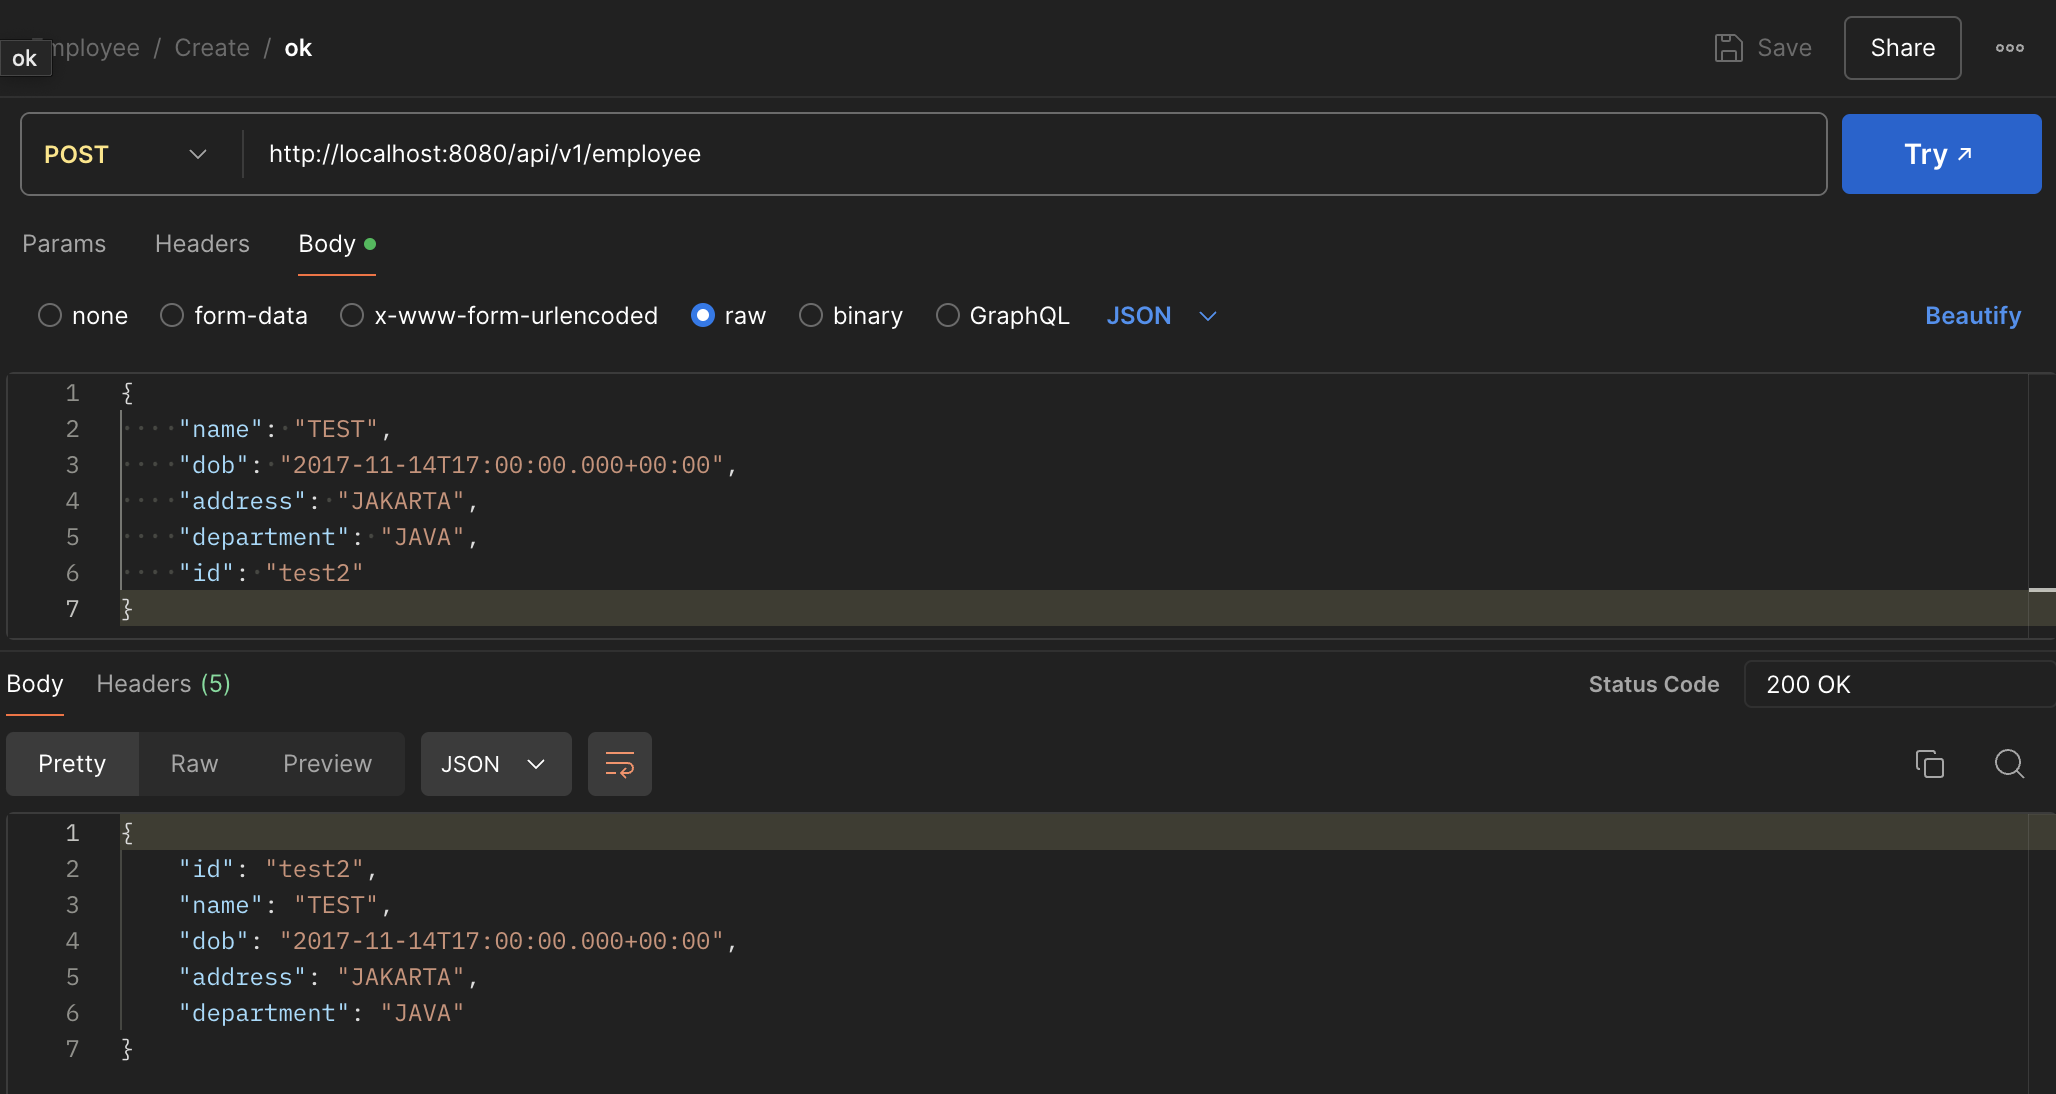 mployee / Create / ok
ok
Save
Share
POST
http://localhost:8080/api/v1/employee
Try
Params Headers Body
none form-data x-www-form-urlencoded raw binary GraphQL JSON Beautify
1 {
2 "name": "TEST",
3 "dob": "2017-11-14T17:00:00.000+00:00",
4 "address": "JAKARTA",
5 "department": "JAVA",
6 "id": "test2"
7 }
Body Headers (5) Status Code 200 OK
Pretty Raw Preview JSON
1 {
2 "id": "test2",
3 "name": "TEST",
4 "dob": "2017-11-14T17:00:00.000+00:00",
5 "address": "JAKARTA",
6 "department": "JAVA"
7 }